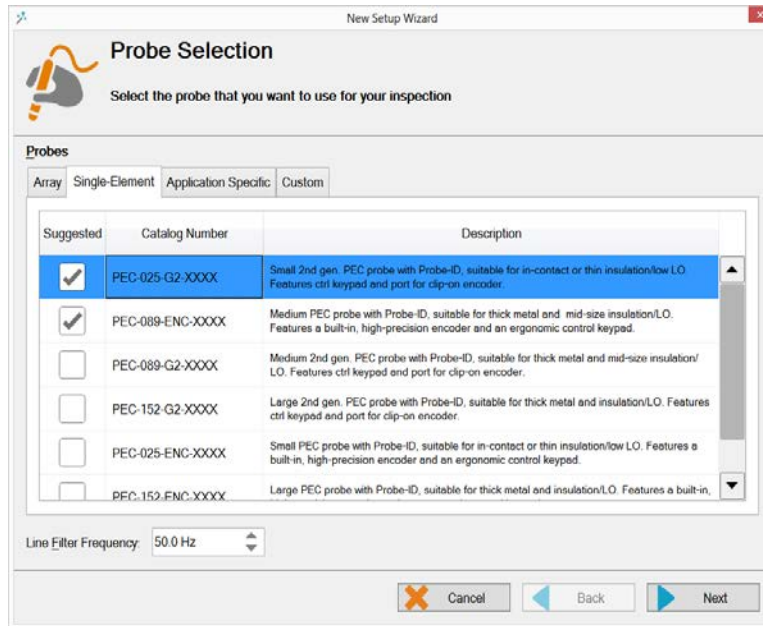 New Setup Wizard
Probe Selection
Select the probe that you want to use for your inspection
Probes
Array Single-Element Application Specific Custom
Suggested Catalog Number Description
PEC-025-G2-XXXX
Small 2nd gen. PEC probe with Probe-ID, suitable for in-contact or thin insulation/low LO.
Features ctrl keypad and port for clip-on encoder.
PEC-089-ENC-XXXX
Medium PEC probe with Probe-ID, suitable for thick metal and mid-size insulation/LO.
Features a built-in, high-precision encoder and an ergonomic control keypad.
PEC-089-G2-XXXX
Medium 2nd gen. PEC probe with Probe-ID, suitable for thick metal and mid-size insulation/
LO. Features ctrl keypad and port for clip-on encoder.
PEC-152-G2-XXXX
Large 2nd gen. PEC probe with Probe-ID, suitable for thick metal and insulation/LO. Features
ctrl keypad and port for clip-on encoder.
PEC-025-ENC-XXXX
Small PEC probe with Probe-ID, suitable for in-contact or thin insulation/low LO. Features a
built-in, high-precision encoder and an ergonomic control keypad.
PEC-152-ENC-XXXX
Large PEC probe with Probe-ID, suitable for thick metal and insulation/LO. Features a built-in,
Line Filter Frequency: 50.0 Hz
Cancel Back Next